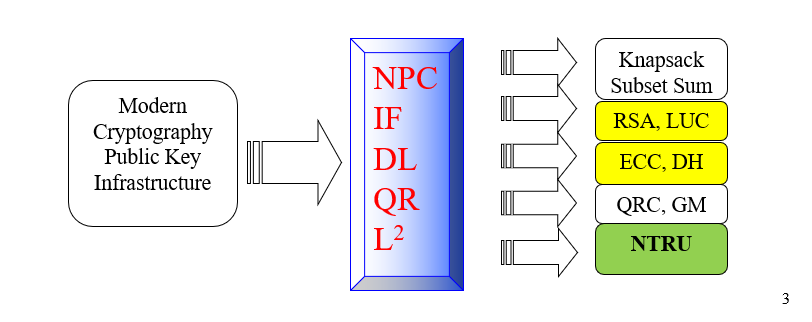 Modern
Cryptography
Public Key
Infrastructure
NPC
IF
DL
QR
L²
Knapsack
Subset Sum
RSA, LUC
ECC, DH
QRC, GM
NTRU
3